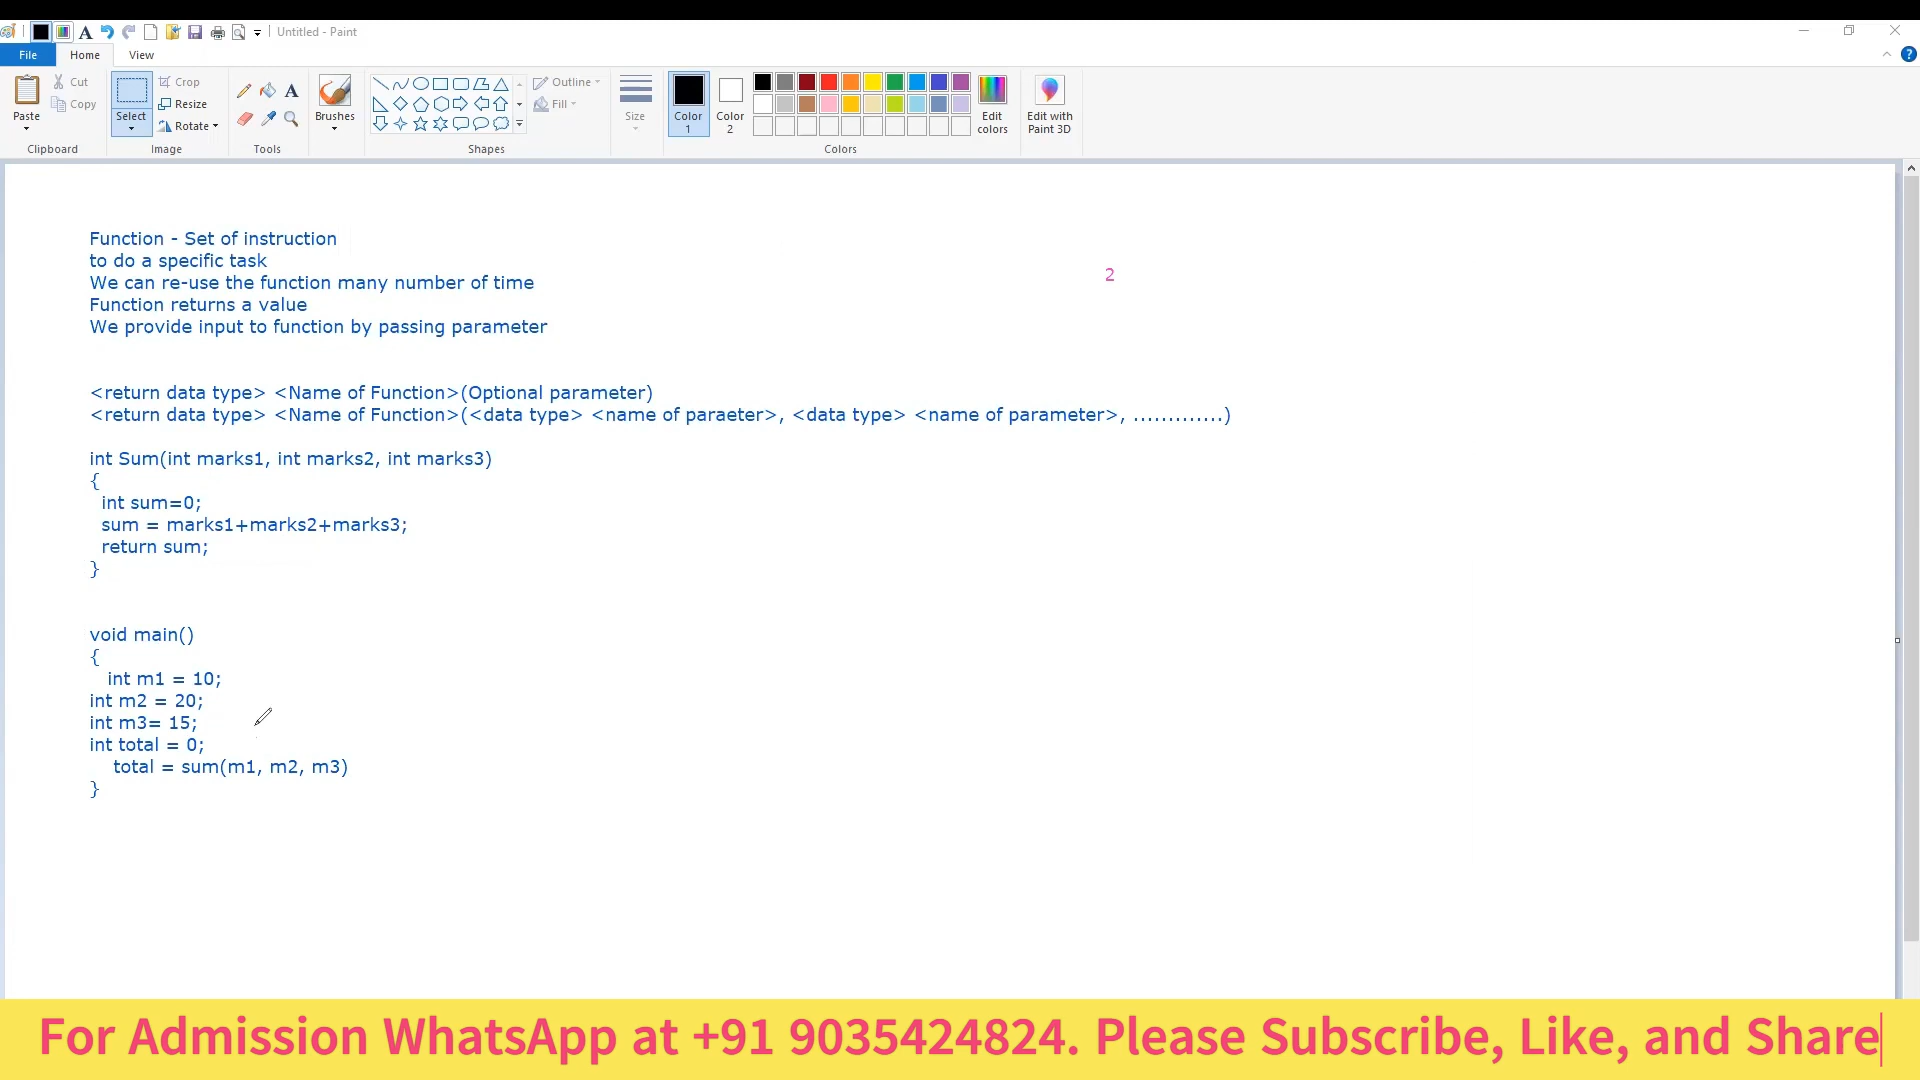 Untitled - Paint
File Home View
Paste
Cut
Copy
Clipboard
Select
Crop
Resize
Rotate
Image
Tools
Brushes
Shapes
Outline
Fill
Size
Color 1
Color 2
Colors
Edit colors
Edit with Paint 3D
Function - Set of instruction
to do a specific task
2
We can re-use the function many number of time
Function returns a value
We provide input to function by passing parameter
<return data type> <Name of Function>(Optional parameter)
<return data type> <Name of Function>(<data type> <name of paraeter>, <data type> <name of parameter>, .............)
int Sum(int marks1, int marks2, int marks3)
{
int sum=0;
sum = marks1+marks2+marks3;
return sum;
}
void main()
{
int m1 = 10;
int m2 = 20;
int m3= 15;
int total = 0;
total = sum(m1, m2, m3)
}
For Admission WhatsApp at +91 9035424824. Please Subscribe, Like, and Share